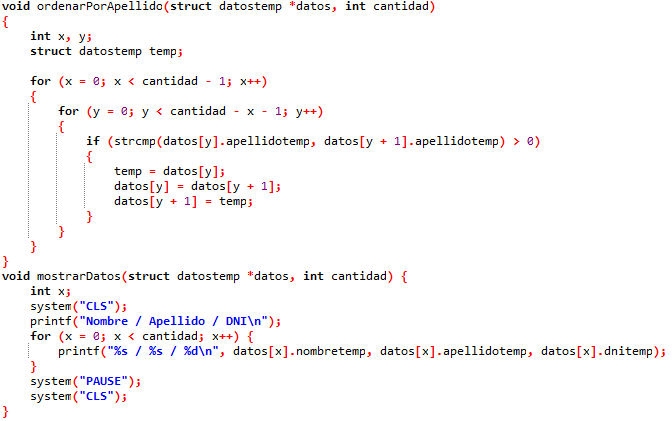 void ordenarPorApellido(struct datostemp *datos, int cantidad)
{
    int x, y;
    struct datostemp temp;

    for (x = 0; x < cantidad - 1; x++)
    {
        for (y = 0; y < cantidad - x - 1; y++)
        {
            if (strcmp(datos[y].apellidotemp, datos[y + 1].apellidotemp) > 0)
            {
                temp = datos[y];
                datos[y] = datos[y + 1];
                datos[y + 1] = temp;
            }
        }
    }
}
void mostrarDatos(struct datostemp *datos, int cantidad) {
    int x;
    system("CLS");
    printf("Nombre / Apellido / DNI\n");
    for (x = 0; x < cantidad; x++) {
        printf("%s / %s / %d\n", datos[x].nombretemp, datos[x].apellidotemp, datos[x].dnitemp);
    }
    system("PAUSE");
    system("CLS");
}